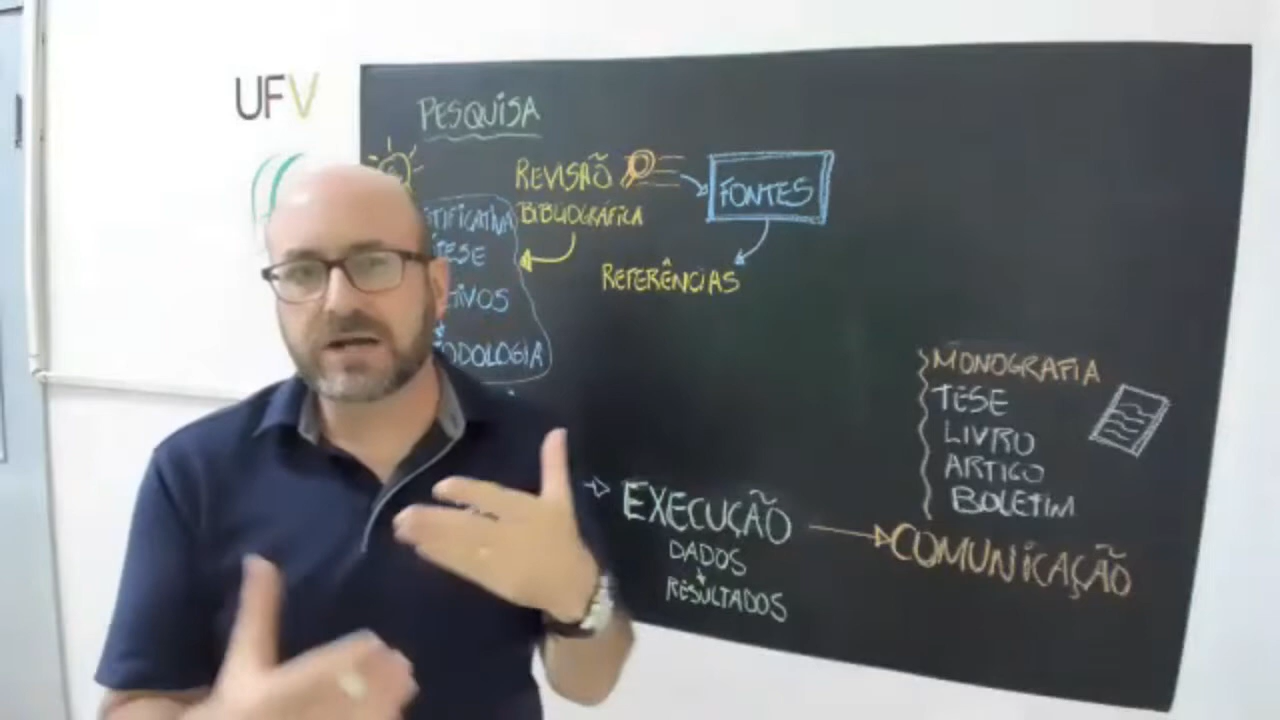 UFV
PESQUISA
REVISÃO
BIBLIOGRÁFICA
FONTES
REFERÊNCIAS
MONOGRAFIA
TESE
LIVRO
ARTIGO
BOLETIM
EXECUÇÃO
DADOS
RESULTADOS
COMUNICAÇÃO